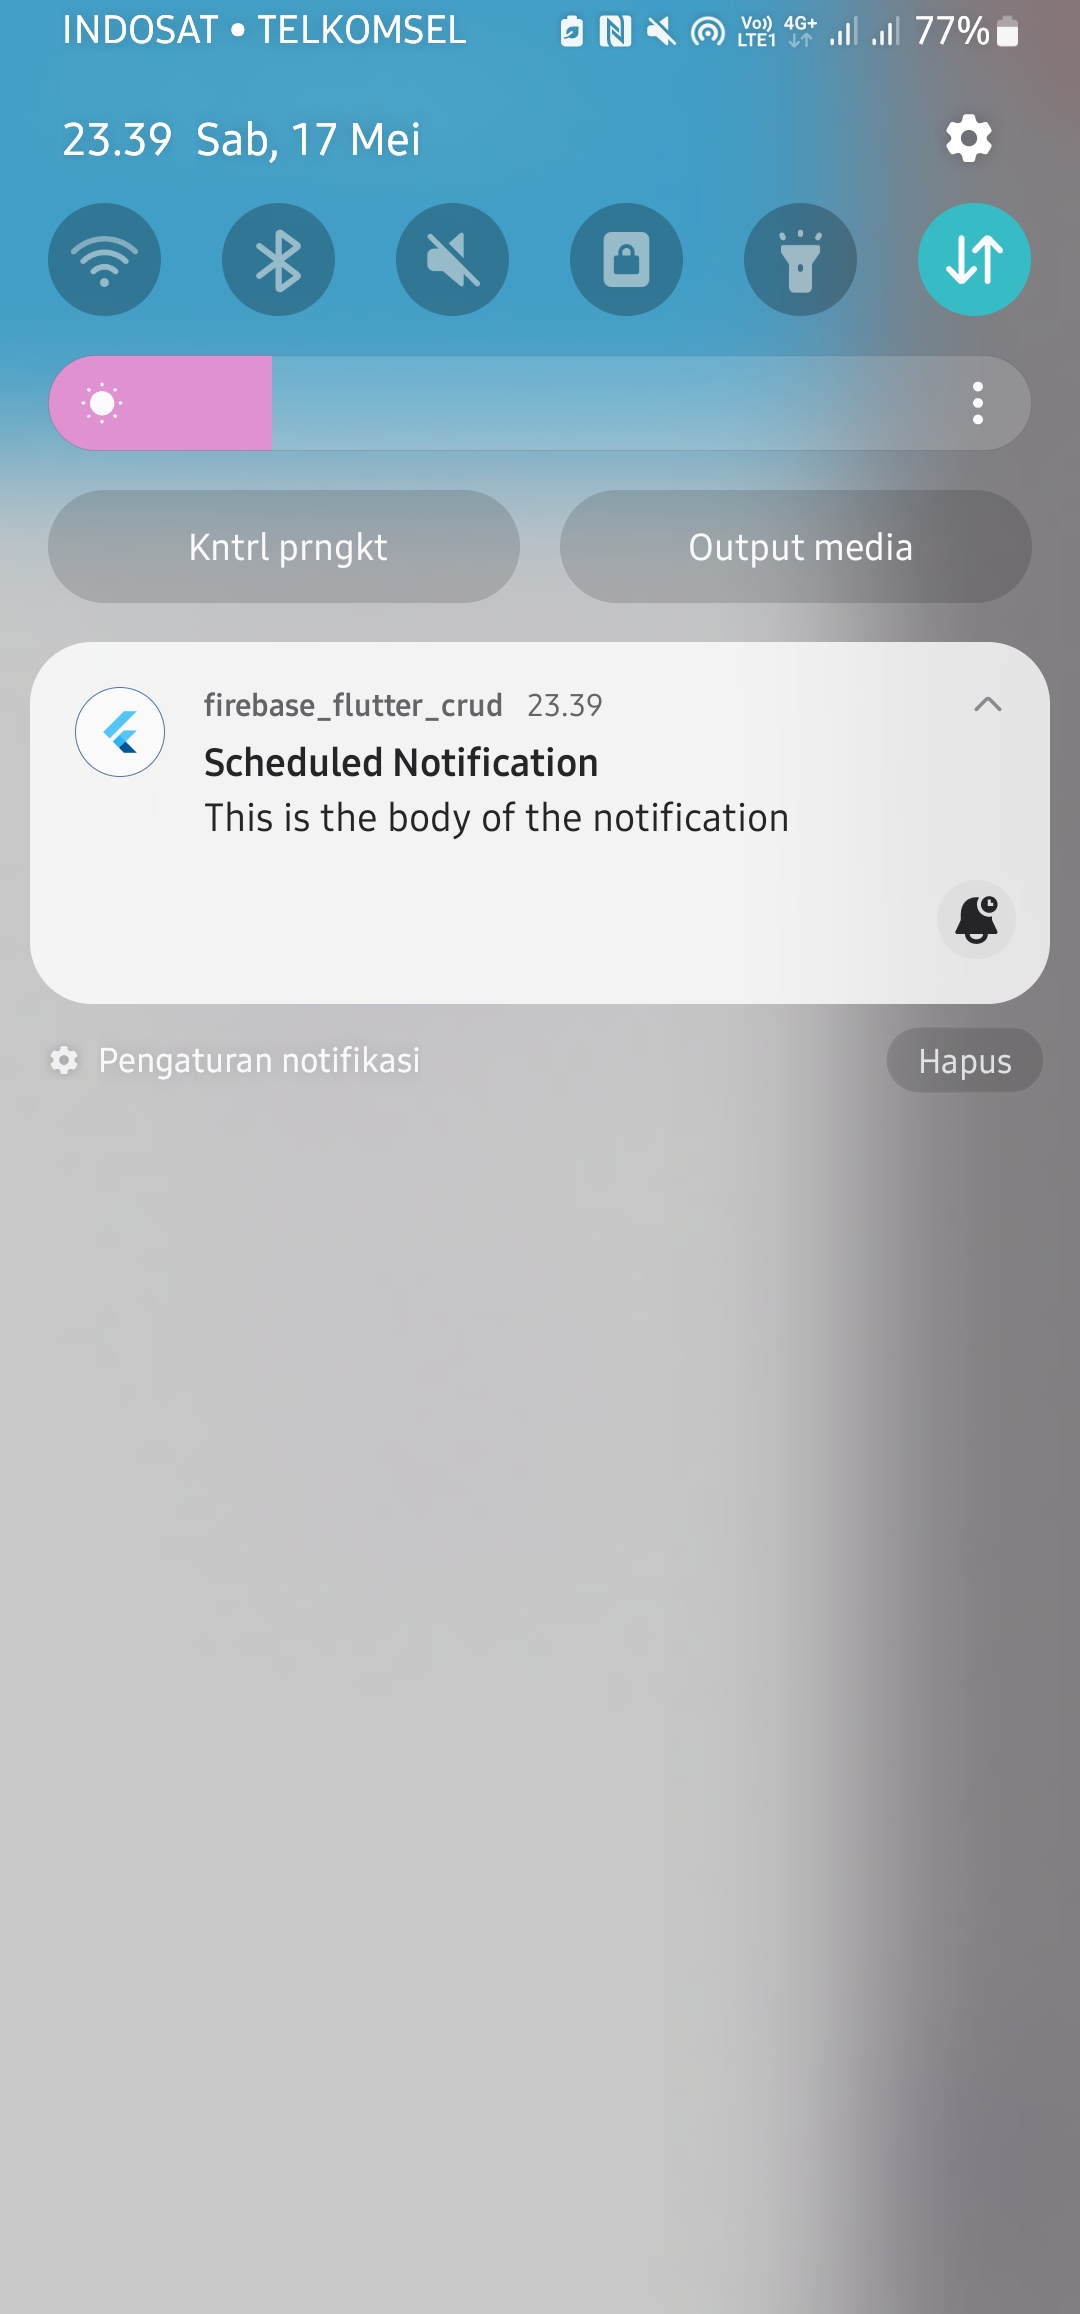 INDOSAT • TELKOMSEL Vo)) LTE1 4G+ 77%
23.39 Sab, 17 Mei
Kntrl prngkt Output media
firebase_flutter_crud 23.39
Scheduled Notification
This is the body of the notification
Pengaturan notifikasi Hapus